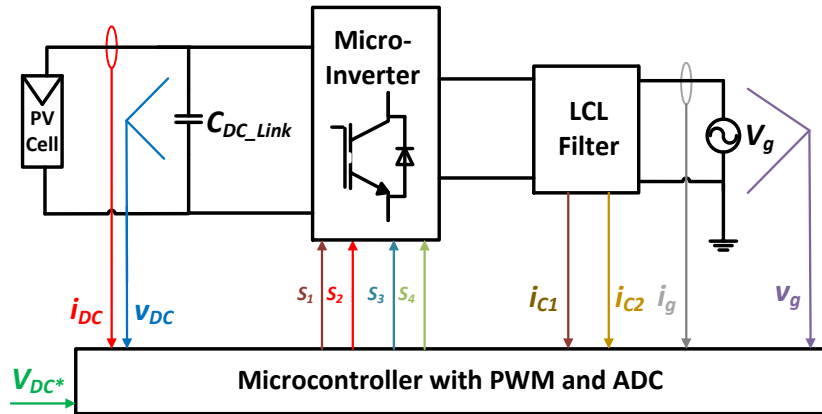 Micro-
Inverter
PV
Cell
C_DC_Link
LCL
Filter
V_g
S_1
S_2
S_3
S_4
i_DC
v_DC
i_C1
i_C2
i_g
v_g
V_DC*
Microcontroller with PWM and ADC